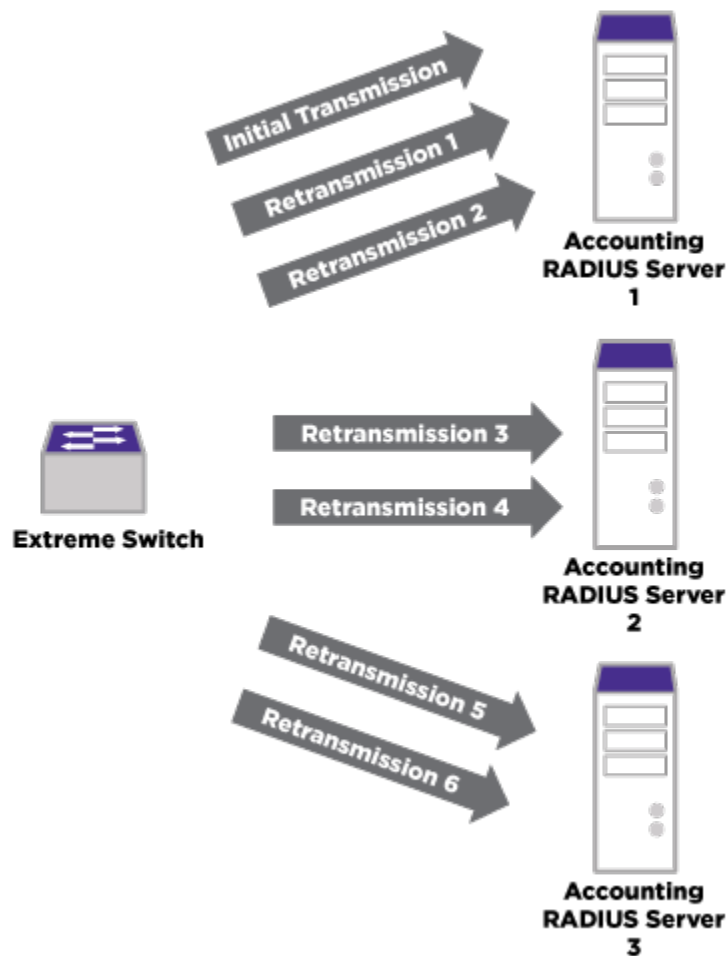 Initial Transmission
Retransmission 1
Retransmission 2
Accounting
RADIUS Server
1
Retransmission 3
Retransmission 4
Extreme Switch
Accounting
RADIUS Server
2
Retransmission 5
Retransmission 6
Accounting
RADIUS Server
3